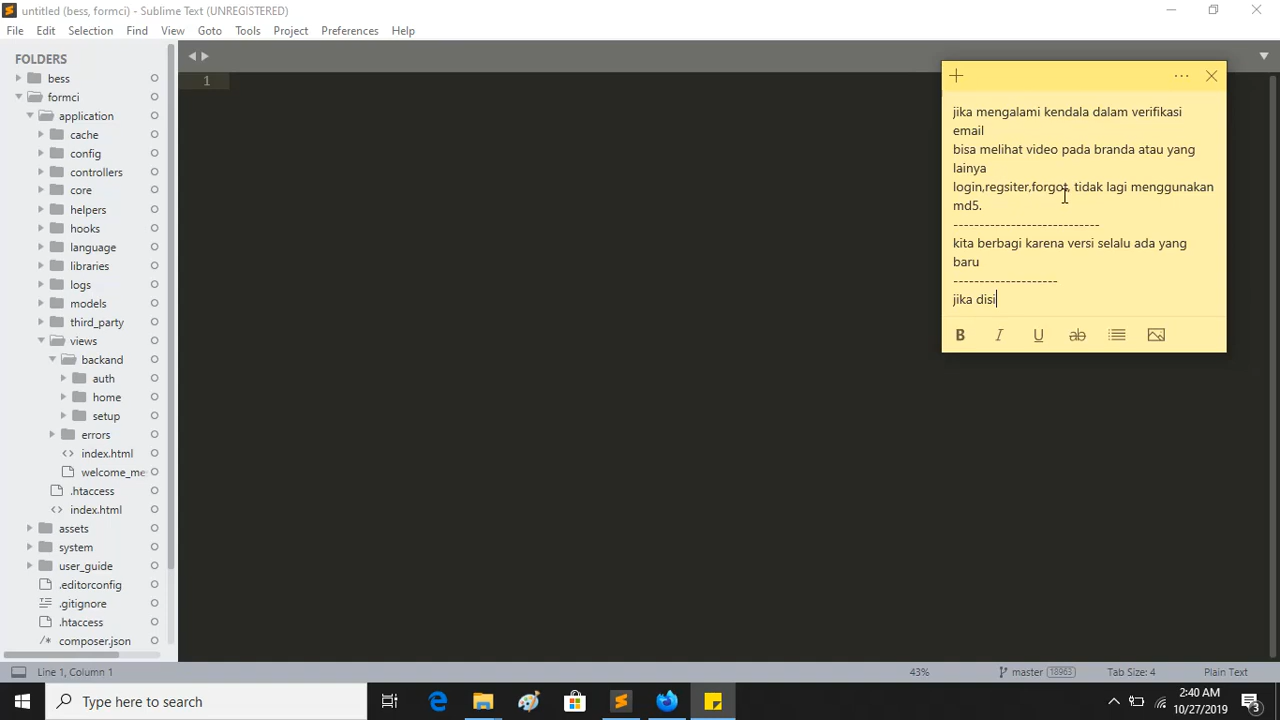 untitled (bess, formci) - Sublime Text (UNREGISTERED)
File Edit Selection Find View Goto Tools Project Preferences Help
FOLDERS
bess
formci
application
cache
config
controllers
core
helpers
hooks
language
libraries
logs
models
third_party
views
backand
auth
home
setup
errors
index.html
welcome_me
.htaccess
index.html
assets
system
user_guide
.editorconfig
.gitignore
.htaccess
composer.json
1
jika mengalami kendala dalam verifikasi
email
bisa melihat video pada branda atau yang
lainya
login,regsiter,forgot, tidak lagi menggunakan
md5.
----------------------------
kita berbagi karena versi selalu ada yang
baru
--------------------
jika disi
B I U ab
Line 1, Column 1
43% master 18963 Tab Size: 4 Plain Text
Type here to search
2:40 AM
10/27/2019
3